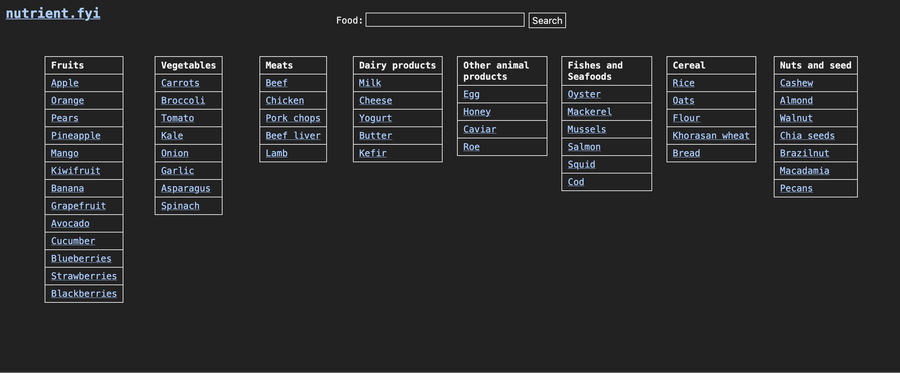 nutrient.fyi
Food:
Search
Fruits
Apple
Orange
Pears
Pineapple
Mango
Kiwifruit
Banana
Grapefruit
Avocado
Cucumber
Blueberries
Strawberries
Blackberries
Vegetables
Carrots
Broccoli
Tomato
Kale
Onion
Garlic
Asparagus
Spinach
Meats
Beef
Chicken
Pork chops
Beef liver
Lamb
Dairy products
Milk
Cheese
Yogurt
Butter
Kefir
Other animal
products
Egg
Honey
Caviar
Roe
Fishes and
Seafoods
Oyster
Mackerel
Mussels
Salmon
Squid
Cod
Cereal
Rice
Oats
Flour
Khorasan wheat
Bread
Nuts and seed
Cashew
Almond
Walnut
Chia seeds
Brazilnut
Macadamia
Pecans